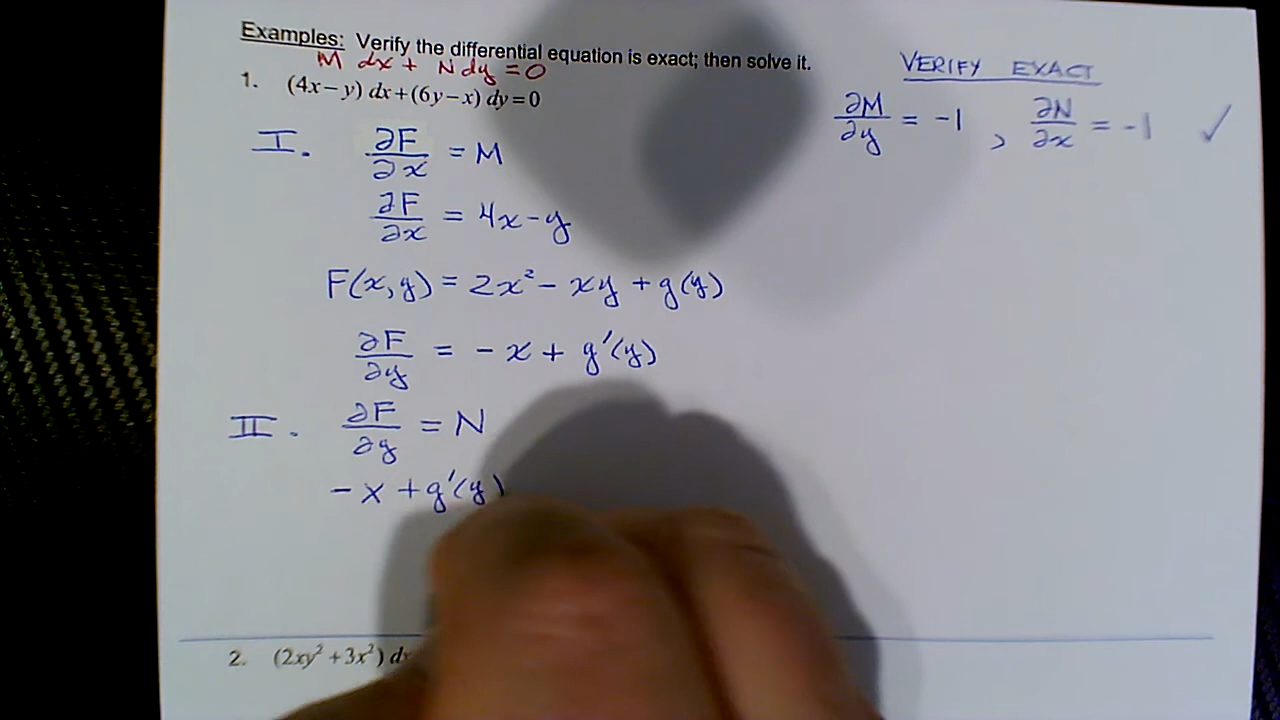 Examples: Verify the differential equation is exact; then solve it.
M dx + N dy = 0
1. (4x − y) dx + (6y − x) dy = 0
VERIFY EXACT
∂M/∂y = -1 , ∂N/∂x = -1 ✓
I. ∂F/∂x = M
∂F/∂x = 4x - y
F(x,y) = 2x² - xy + g(y)
∂F/∂y = - x + g'(y)
II. ∂F/∂y = N
- x + g'(y)
2. (2xy² + 3x²)